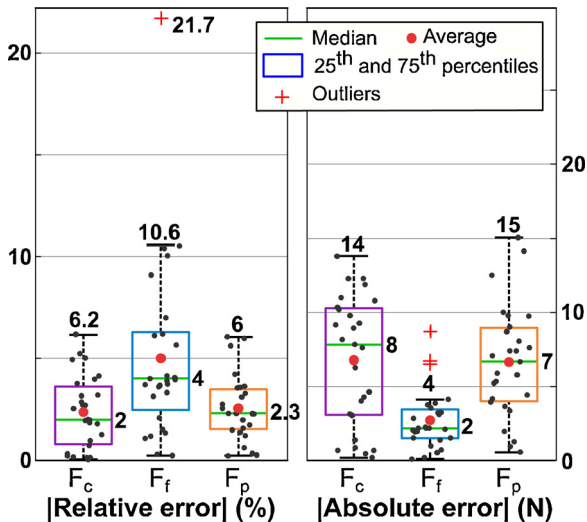 20
10
0
21.7
Median
Average
25th and 75th percentiles
Outliers
20
10
0
6.2
2
10.6
4
6
2.3
14
8
4
2
15
7
Fc Ff Fp
Fc Ff Fp
|Relative error| (%)
|Absolute error| (N)